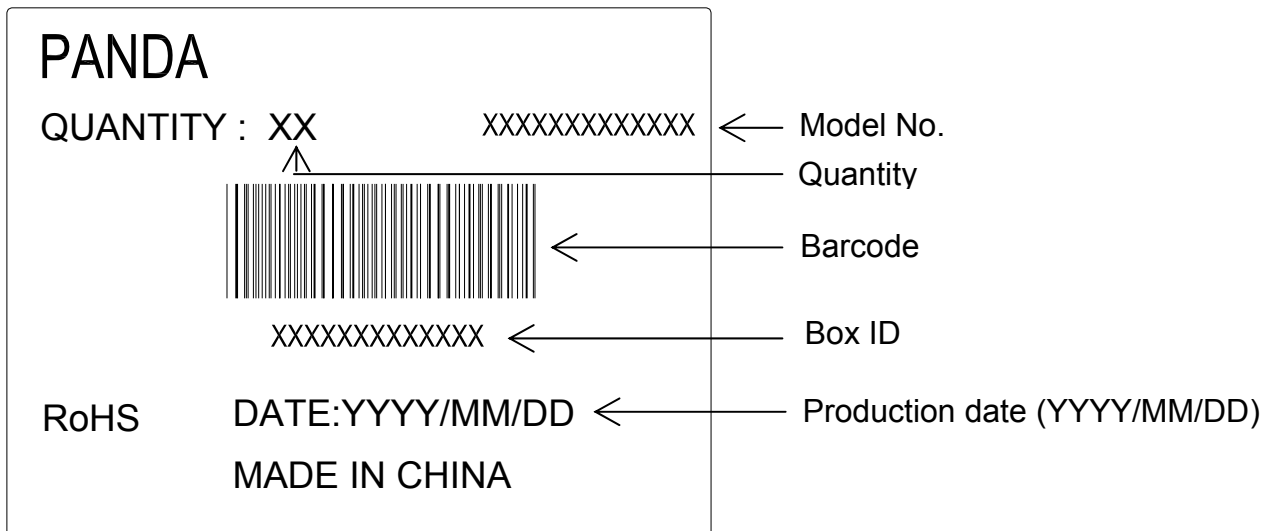 PANDA
QUANTITY : XX XXXXXXXXXXXXX Model No.
Quantity
Barcode
XXXXXXXXXXXXX Box ID
RoHS DATE:YYYY/MM/DD Production date (YYYY/MM/DD)
MADE IN CHINA